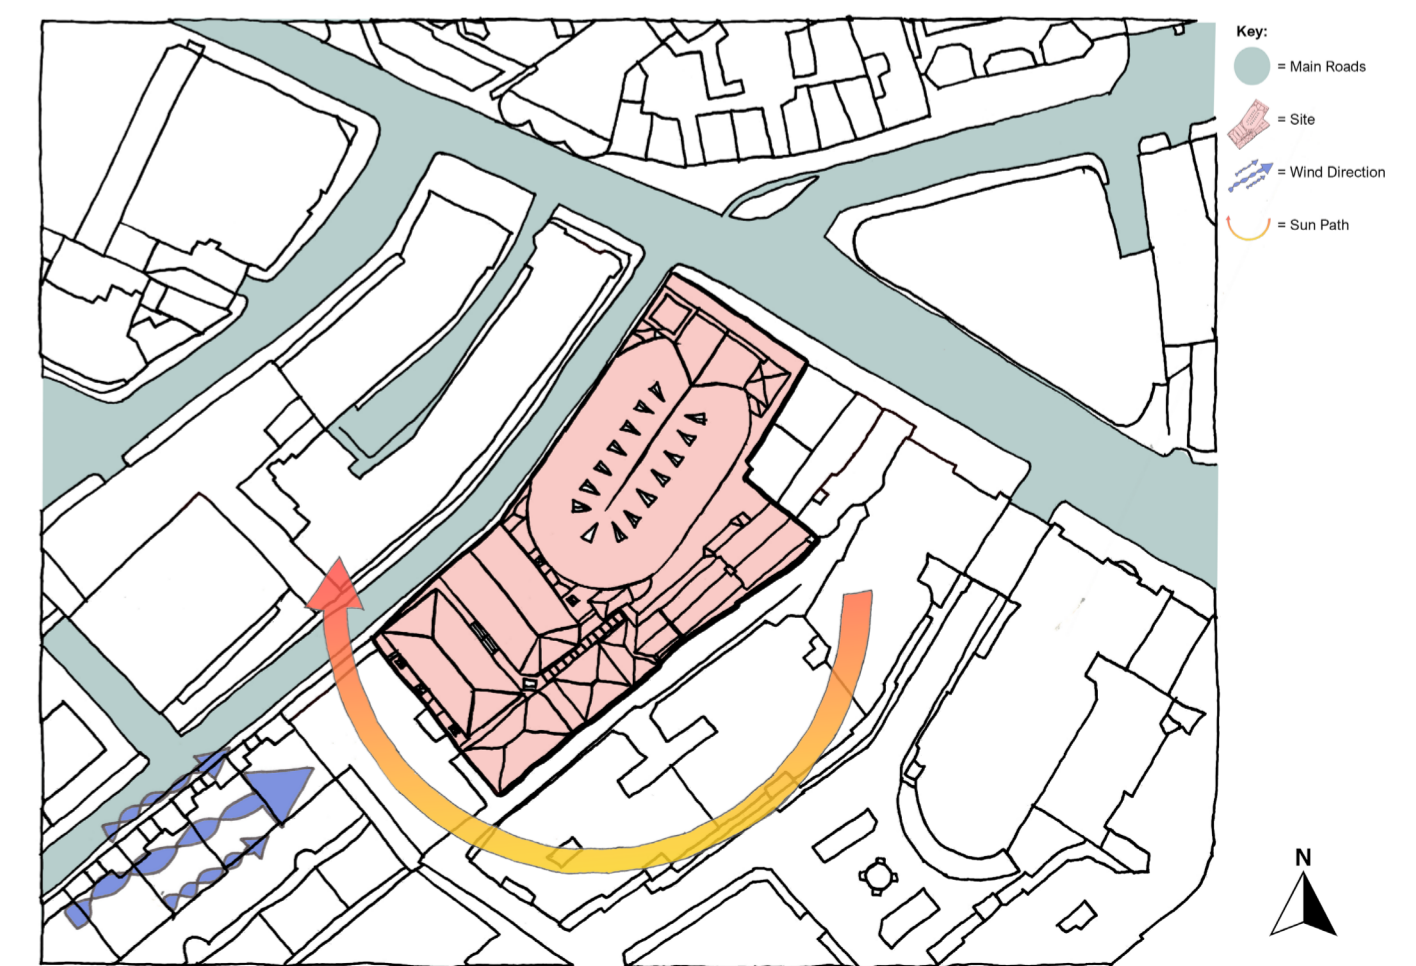 Key:
= Main Roads
= Site
= Wind Direction
= Sun Path
N